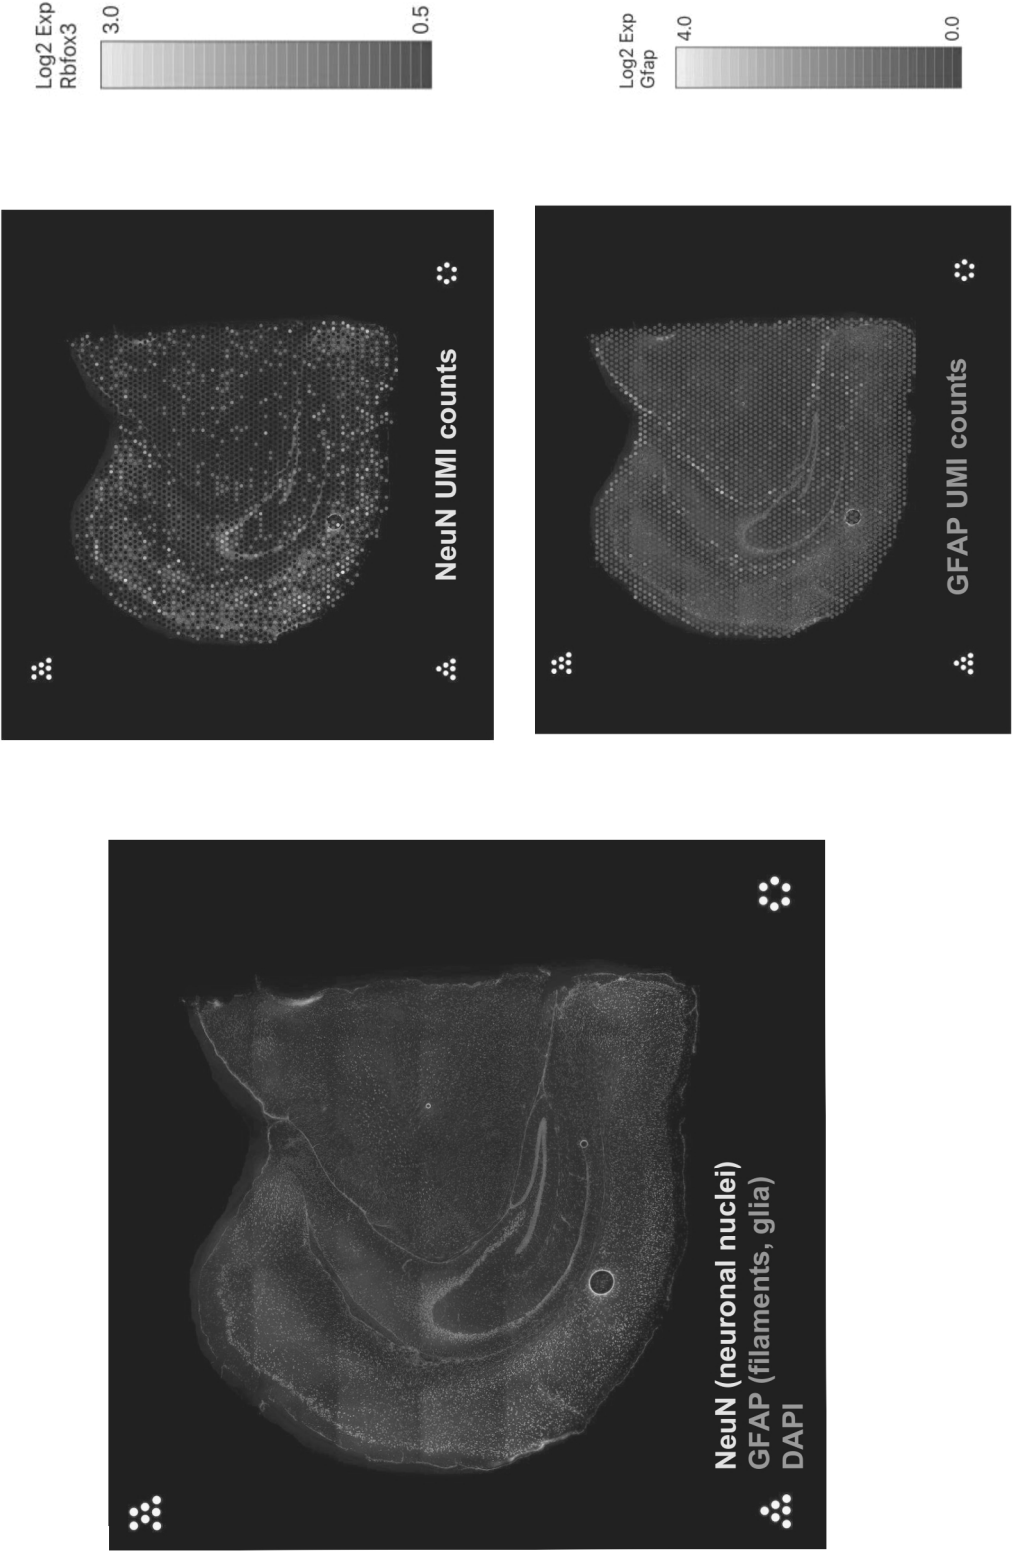 NeuN (neuronal nuclei)
GFAP (filaments, glia)
DAPI
NeuN UMI counts
Log2 Exp
Rbfox3
3.0
0.5
GFAP UMI counts
Log2 Exp
Gfap
4.0
0.0